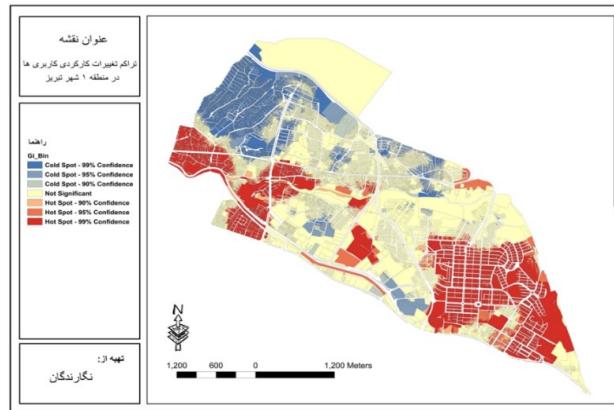 عنوان نقشه
تراکم تغییرات کارکردی کاربری ها
در منطقه ۱ شهر تبریز
راهنما
Gi_Bin
Cold Spot - 99% Confidence
Cold Spot - 95% Confidence
Cold Spot - 90% Confidence
Not Significant
Hot Spot - 90% Confidence
Hot Spot - 95% Confidence
Hot Spot - 99% Confidence
تهیه از:
نگارندگان
N
1,200 600 0 1,200 Meters